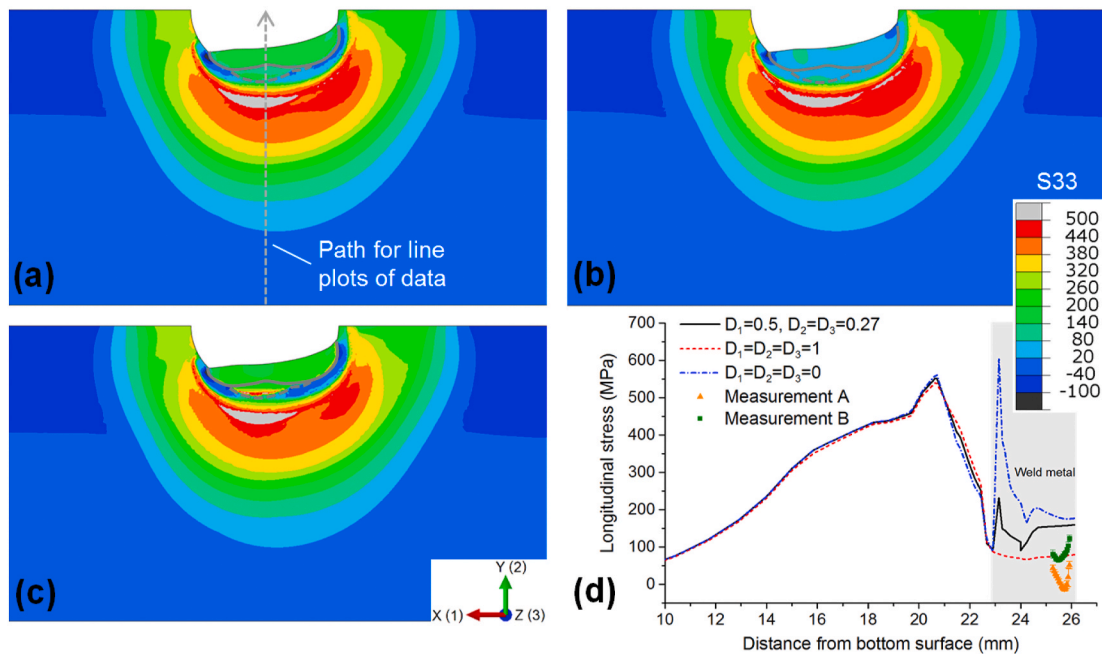 (a)
Path for line
plots of data
(b)
S33
500
440
380
320
260
200
140
80
20
-40
-100
(c)
Y (2)
X (1)
Z (3)
(d)
D₁=0.5, D₂=D₃=0.27
D₁=D₂=D₃=1
D₁=D₂=D₃=0
Measurement A
Measurement B
Weld metal
Longitudinal stress (MPa)
700
600
500
450
300
200
100
0
10 12 14 16 18 20 22 24 26
Distance from bottom surface (mm)